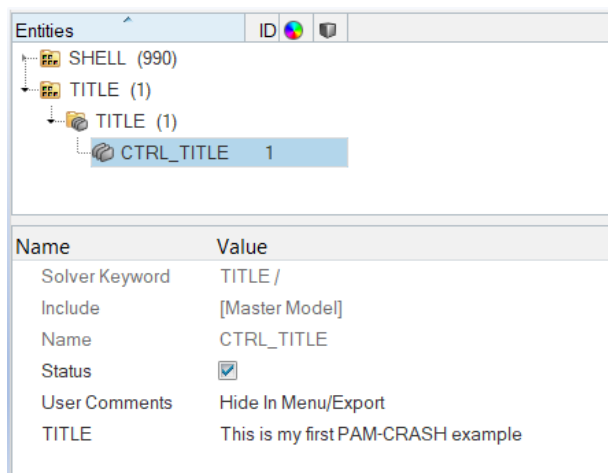 Entities ID
SHELL (990)
TITLE (1)
TITLE (1)
CTRL_TITLE 1
Name Value
Solver Keyword TITLE /
Include [Master Model]
Name CTRL_TITLE
Status
User Comments Hide In Menu/Export
TITLE This is my first PAM-CRASH example